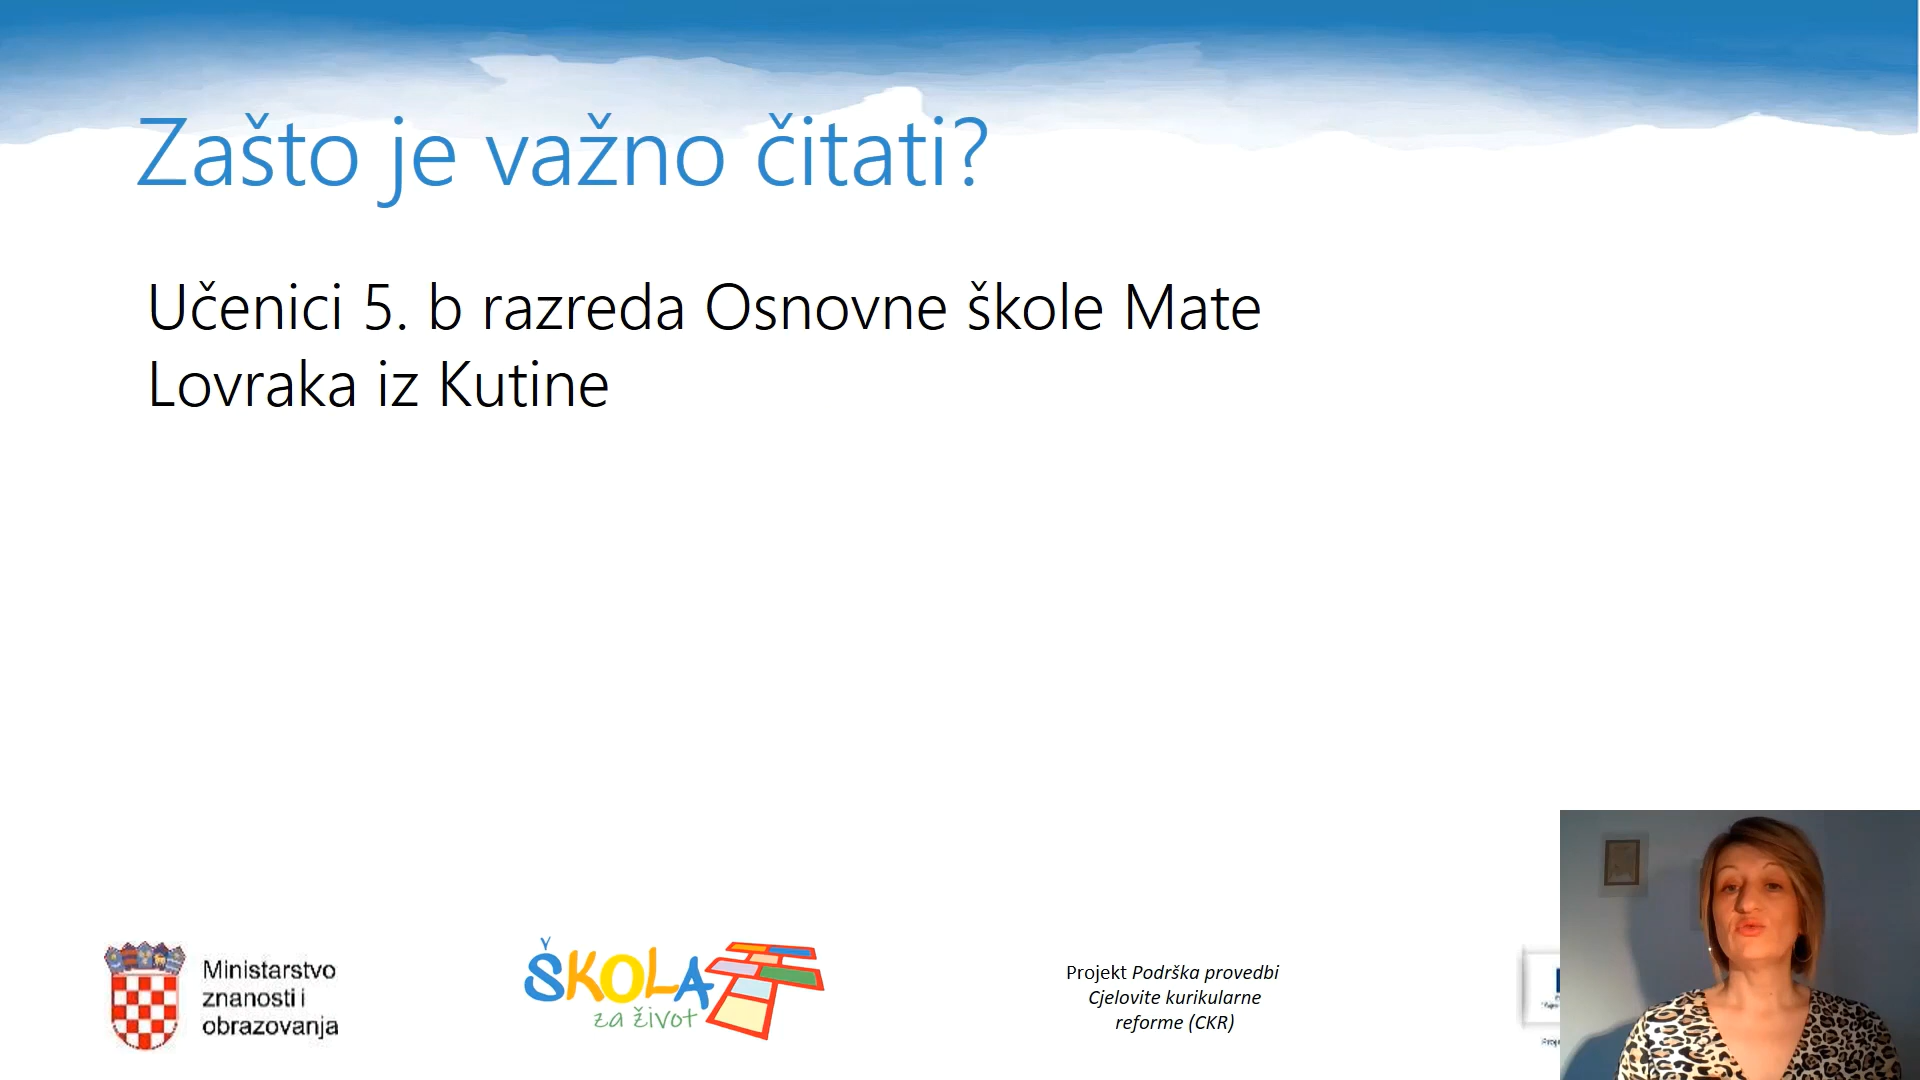 Zašto je važno čitati?
Učenici 5. b razreda Osnovne škole Mate
Lovraka iz Kutine
Ministarstvo
znanosti i
obrazovanja
ŠKOLA
za život
Projekt Podrška provedbi
Cjelovite kurikularne
reforme (CKR)